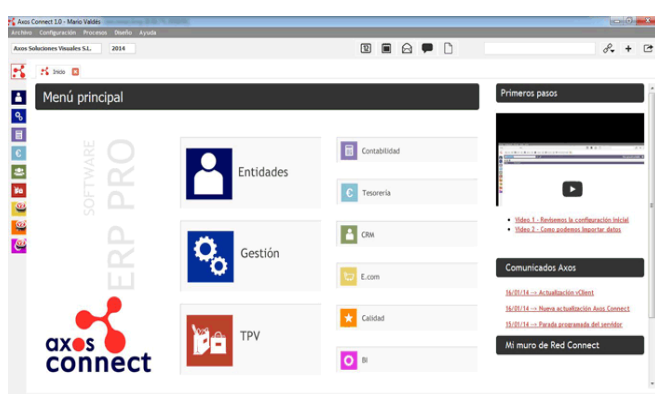 Axos Connect 1.0 - Mario Valdés
Archivo Configuración Procesos Diseño Ayuda
Axos Soluciones Visuales S.L. 2014
Inicio
Menú principal
SOFTWARE
ERP PRO
axos
connect
Entidades
Gestión
TPV
Contabilidad
Tesorería
CRM
E.com
Calidad
BI
Primeros pasos
Video 1 - Revisemos la configuración inicial
Video 2 - Como podemos importar datos
Comunicados Axos
16/01/14 --> Actualización vClient
16/01/14 --> Nueva actualización Axos Connect
15/01/14 --> Parada programada del servidor
Mi muro de Red Connect